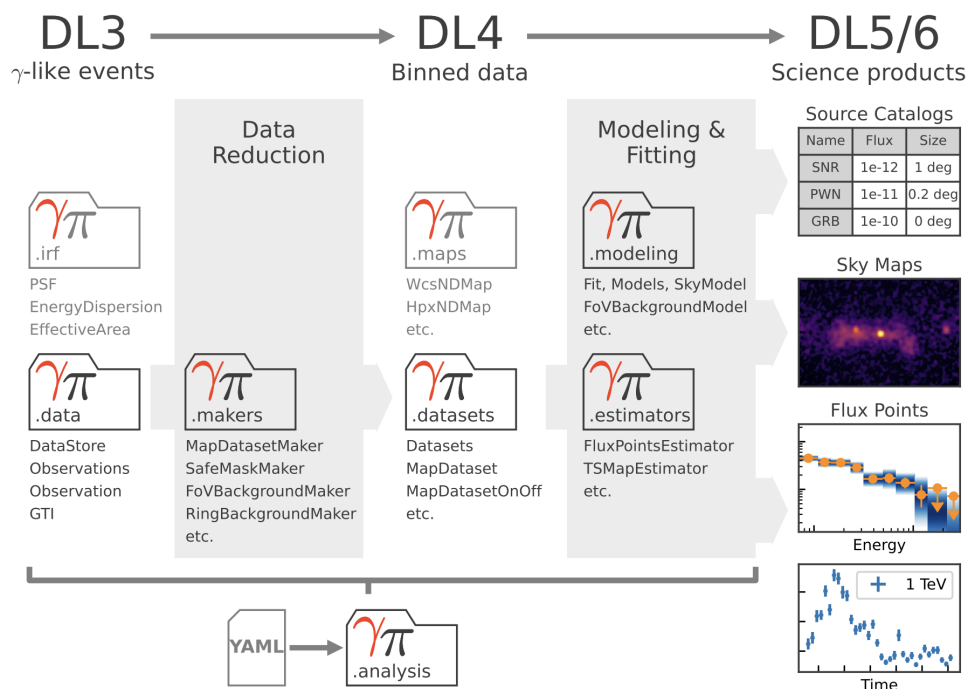 DL3
DL4
DL5/6
γ-like events
Binned data
Science products
Data
Reduction
Modeling &
Fitting
γπ
.irf
PSF
EnergyDispersion
EffectiveArea
γπ
.data
DataStore
Observations
Observation
GTI
γπ
.makers
MapDatasetMaker
SafeMaskMaker
FoVBackgroundMaker
RingBackgroundMaker
etc.
γπ
.maps
WcsNDMap
HpxNDMap
etc.
γπ
.datasets
Datasets
MapDataset
MapDatasetOnOff
etc.
γπ
.modeling
Fit, Models, SkyModel
FoVBackgroundModel
etc.
γπ
.estimators
FluxPointsEstimator
TSMapEstimator
etc.
Source Catalogs
Name Flux Size
SNR 1e-12 1 deg
PWN 1e-11 0.2 deg
GRB 1e-10 0 deg
Sky Maps
Flux Points
Energy
1 TeV
Time
YAML
γπ
.analysis